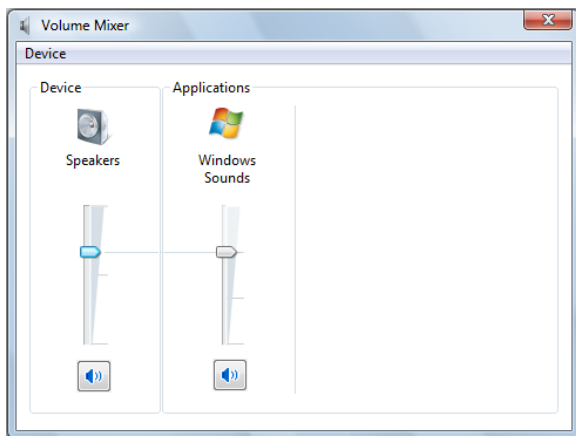 Volume Mixer
Device
Device
Applications
Speakers
Windows
Sounds